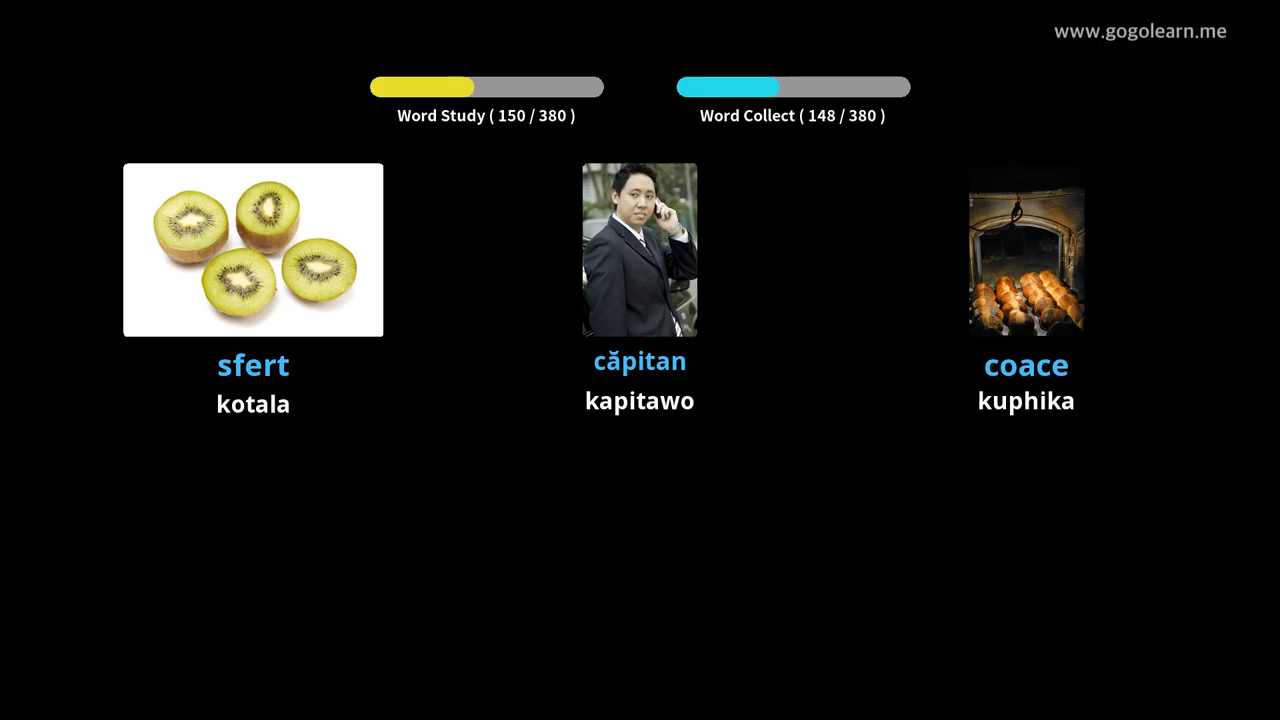 www.gogolearn.me
Word Study ( 150 / 380 )
Word Collect ( 148 / 380 )
sfert
căpitan
coace
kotala
kapitawo
kuphika